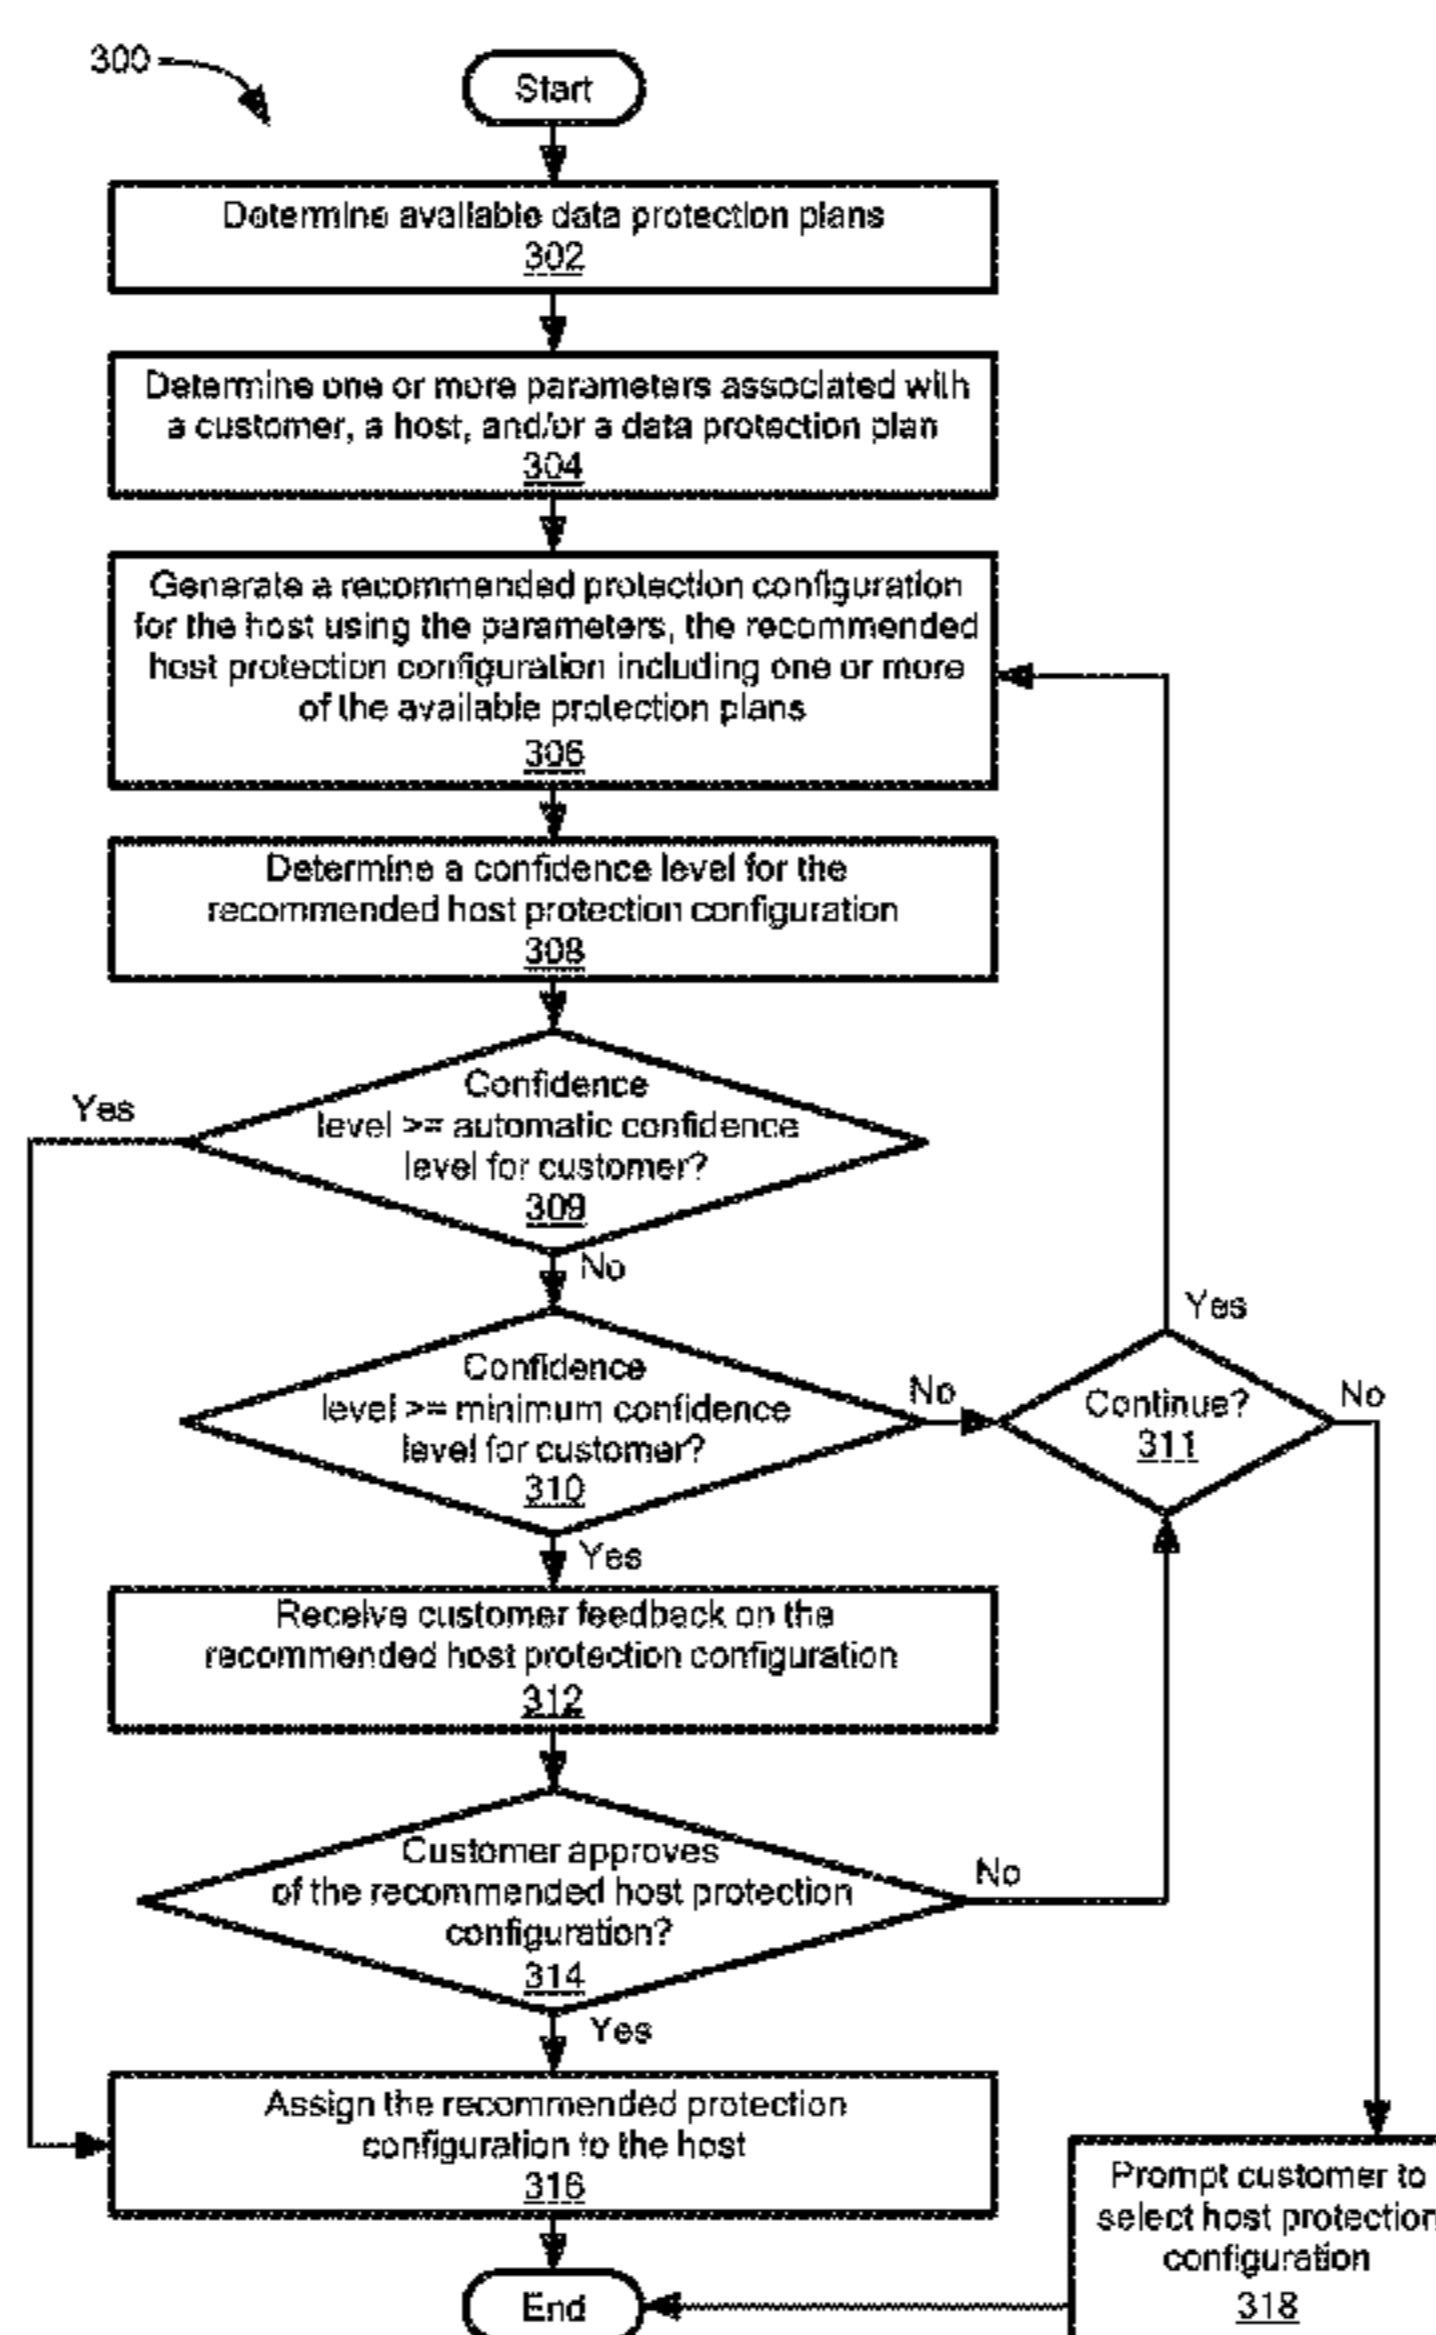 300
Start
Determine available data protection plans
302
Determine one or more parameters associated with
a customer, a host, and/or a data protection plan
304
Generate a recommended protection configuration
for the host using the parameters, the recommended
host protection configuration including one or more
of the available protection plans
306
Determine a confidence level for the
recommended host protection configuration
308
Confidence
level >= automatic confidence
level for customer?
309
Yes
No
Confidence
level >= minimum confidence
level for customer?
310
No
Yes
Continue?
311
Yes
No
Receive customer feedback on the
recommended host protection configuration
312
Customer approves
of the recommended host protection
configuration?
314
No
Yes
Assign the recommended protection
configuration to the host
316
Prompt customer to
select host protection
configuration
318
End